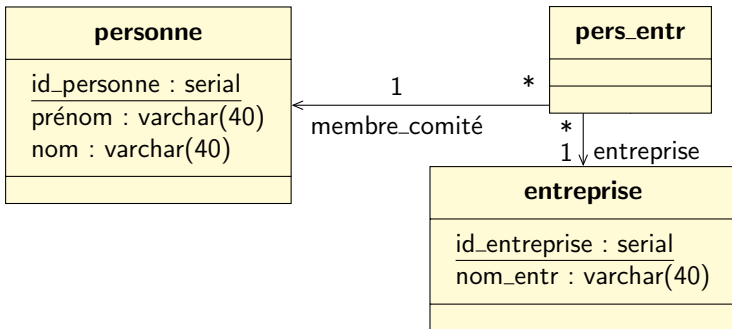 personne
id_personne : serial
prénom : varchar(40)
nom : varchar(40)
1
*
membre_comité
pers_entr
*
1
entreprise
entreprise
id_entreprise : serial
nom_entr : varchar(40)